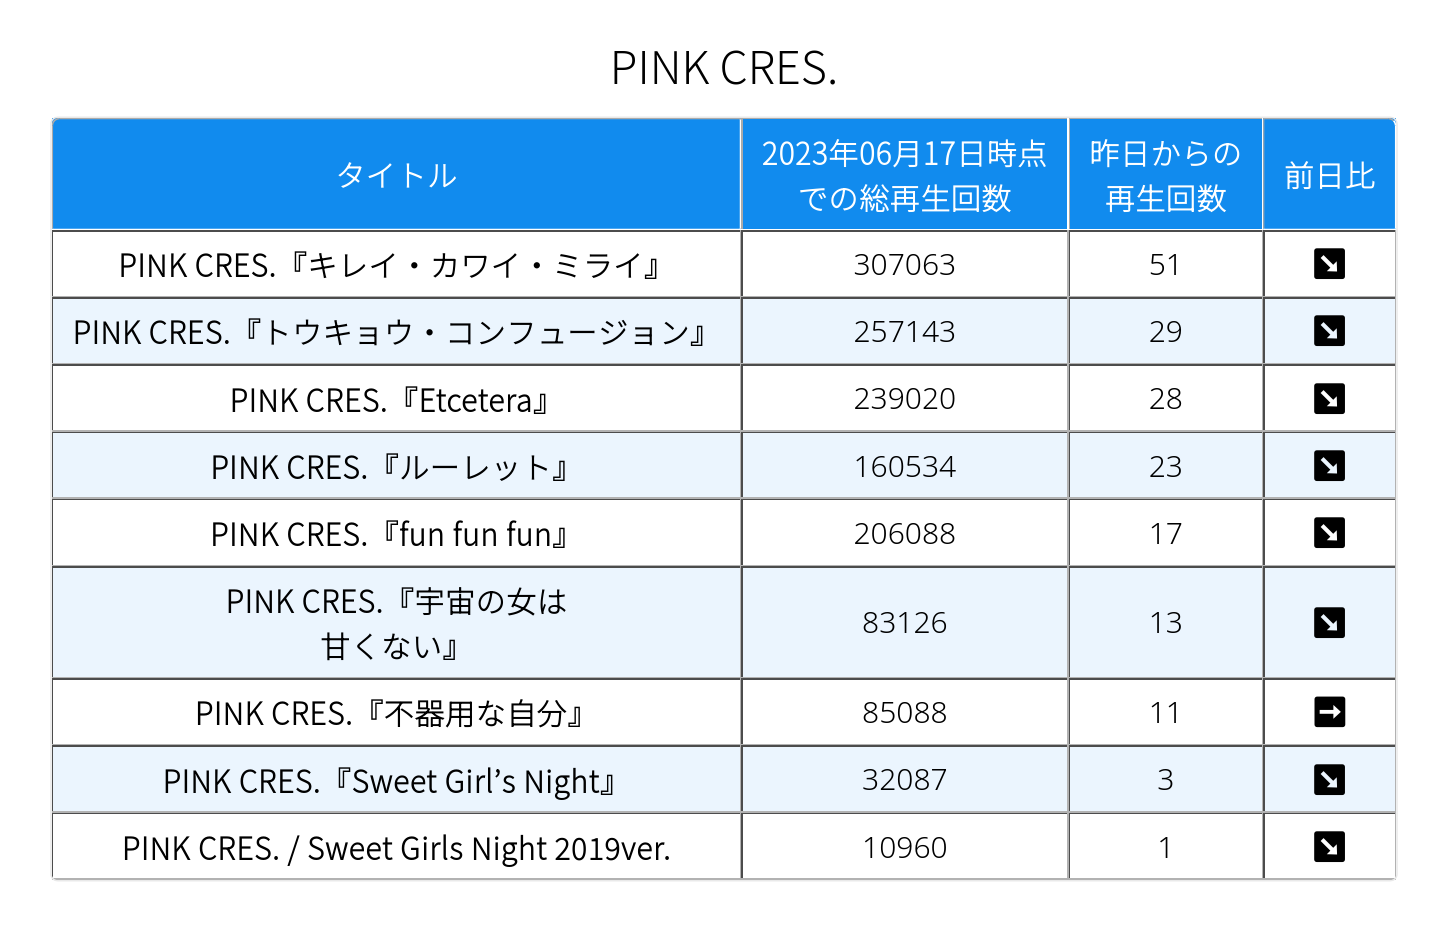 PINK CRES.
タイトル
2023年06月17日時点
での総再生回数
昨日からの
再生回数
前日比
PINK CRES.『キレイ・カワイ・ミライ』 307063 51
PINK CRES.『トウキョウ・コンフュージョン』 257143 29
PINK CRES.『Etcetera』 239020 28
PINK CRES.『ルーレット』 160534 23
PINK CRES.『fun fun fun』 206088 17
PINK CRES.『宇宙の女は
甘くない』 83126 13
PINK CRES.『不器用な自分』 85088 11
PINK CRES.『Sweet Girl’s Night』 32087 3
PINK CRES. / Sweet Girls Night 2019ver. 10960 1